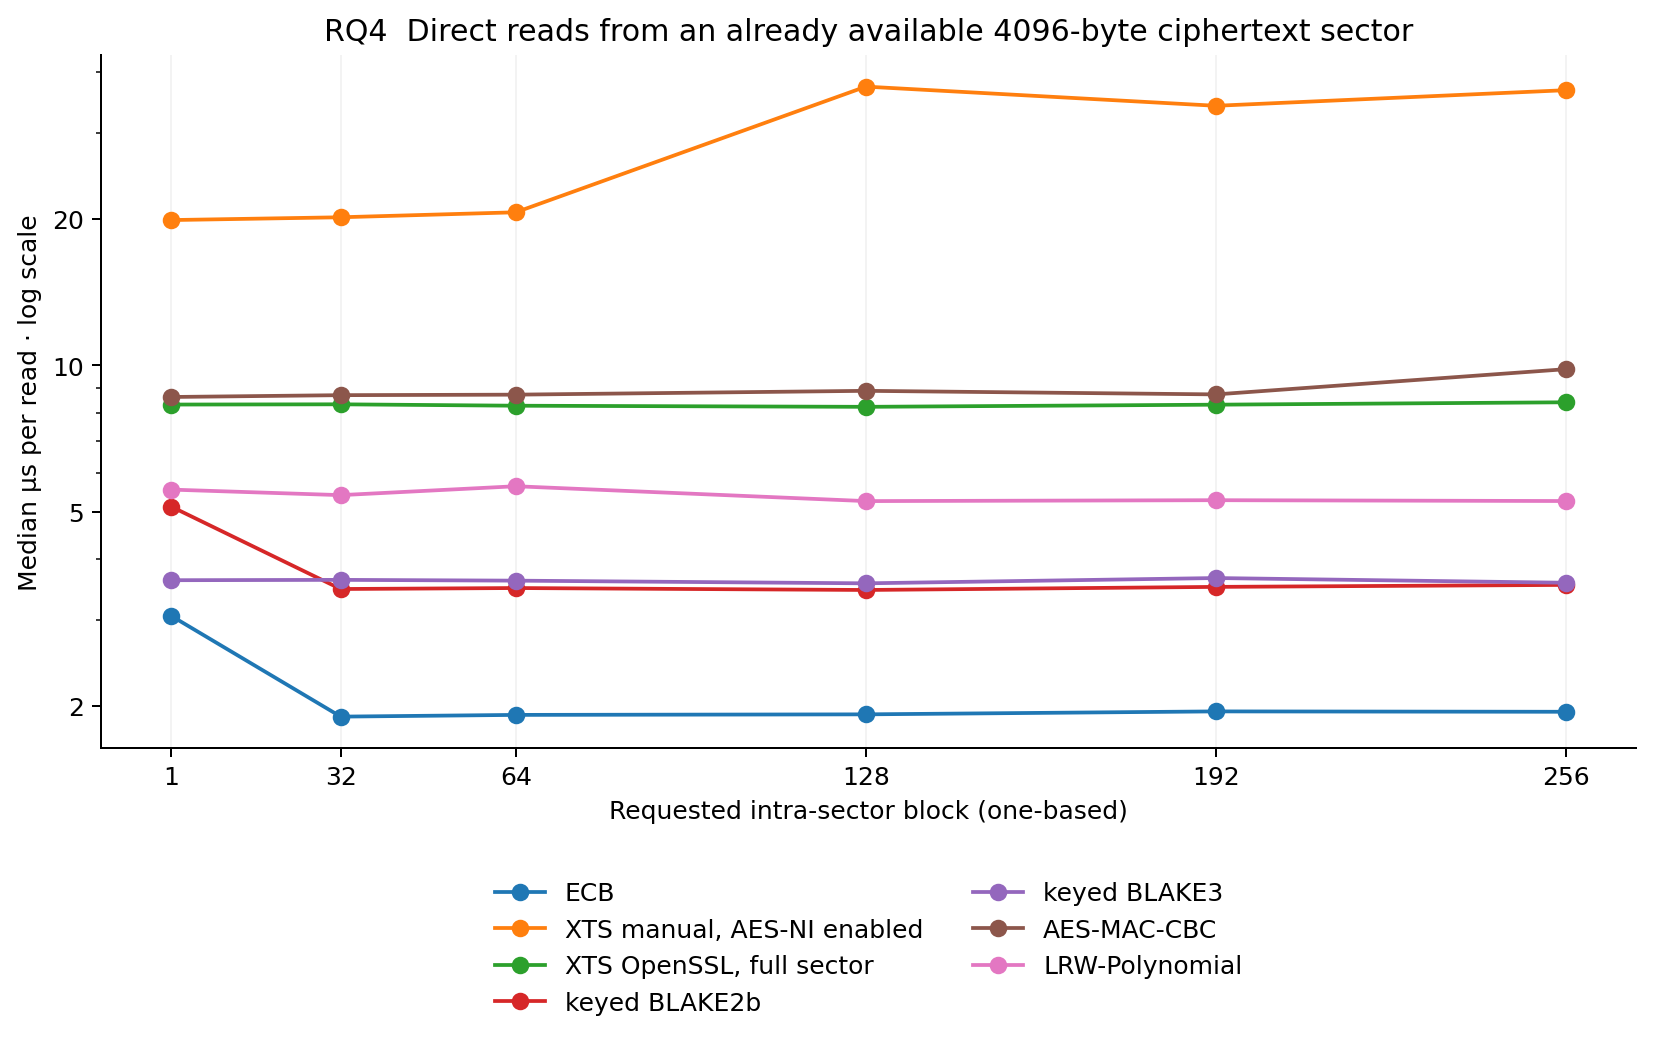 RQ4  Direct reads from an already available 4096-byte ciphertext sector
Median µs per read · log scale
20
10
5
2
1
32
64
128
192
256
Requested intra-sector block (one-based)
ECB
XTS manual, AES-NI enabled
XTS OpenSSL, full sector
keyed BLAKE2b
keyed BLAKE3
AES-MAC-CBC
LRW-Polynomial